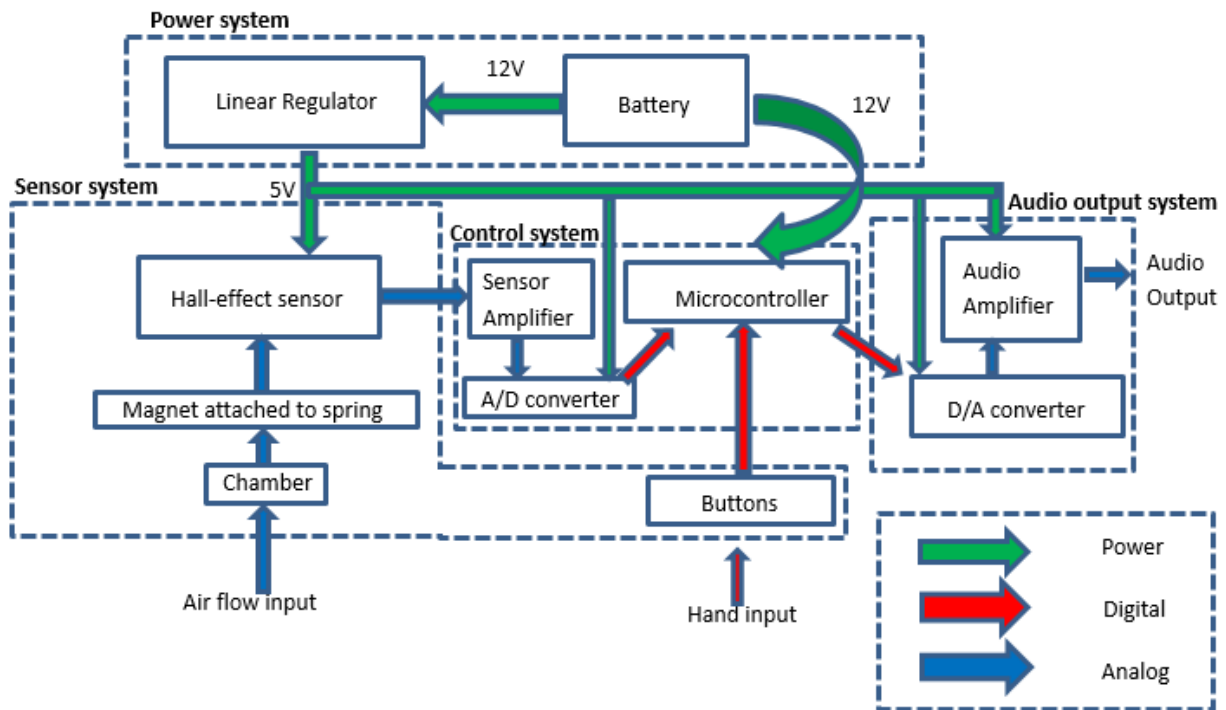 Power system
12V
Linear Regulator
Battery
12V
Sensor system
5V
Audio output system
Control system
Hall-effect sensor
Sensor
Amplifier
Microcontroller
Audio
Amplifier
Audio
Output
Magnet attached to spring
A/D converter
D/A converter
Chamber
Buttons
Air flow input
Hand input
Power
Digital
Analog